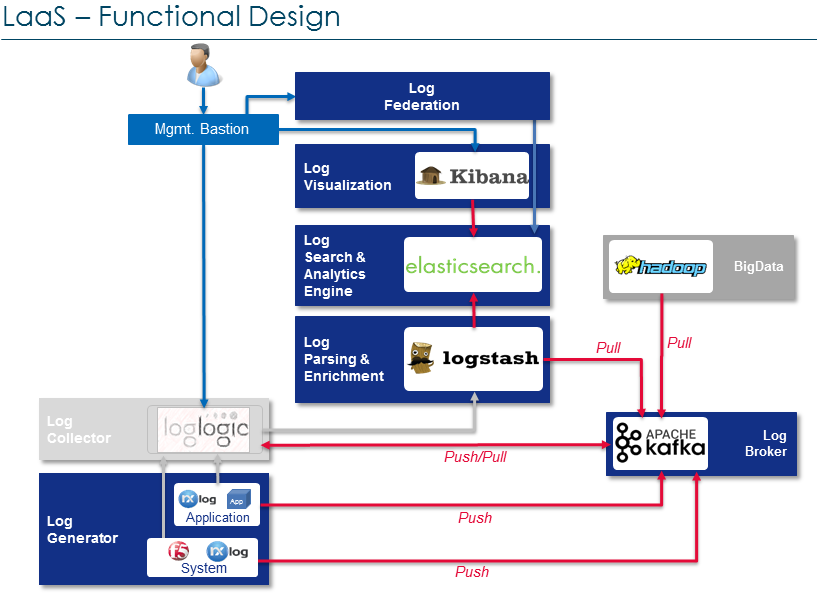 LaaS – Functional Design
Log
Federation
Mgmt. Bastion
Log
Visualization
Kibana
Log
Search &
Analytics
Engine
elasticsearch.
hadoop
BigData
Log
Parsing &
Enrichment
logstash
Pull
Pull
Log
Collector
loglogic
Push/Pull
APACHE
kafka
Log
Broker
Log
Generator
nxlog
App
Application
Push
f5
nxlog
System
Push